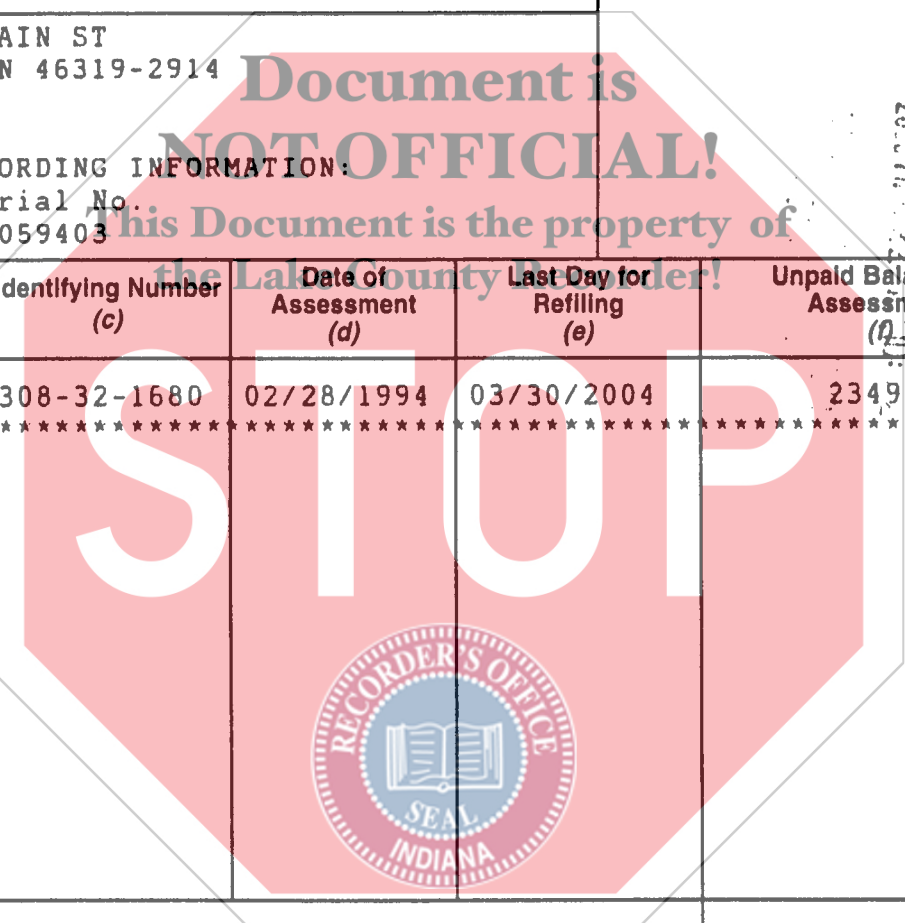 AIN ST
N 46319-2914
Document is
NOT OFFICIAL!
ORDING INFORMATION:
rial No.
059403
This Document is the property of
the Lake County Recorder!
dentifying Number
(c)
Date of
Assessment
(d)
Last Day for
Refiling
(e)
Unpaid Bal
Assess
(f)
308-32-1680 02/28/1994 03/30/2004 2349
STOP
RECORDER'S OFFICE
SEAL
INDIANA